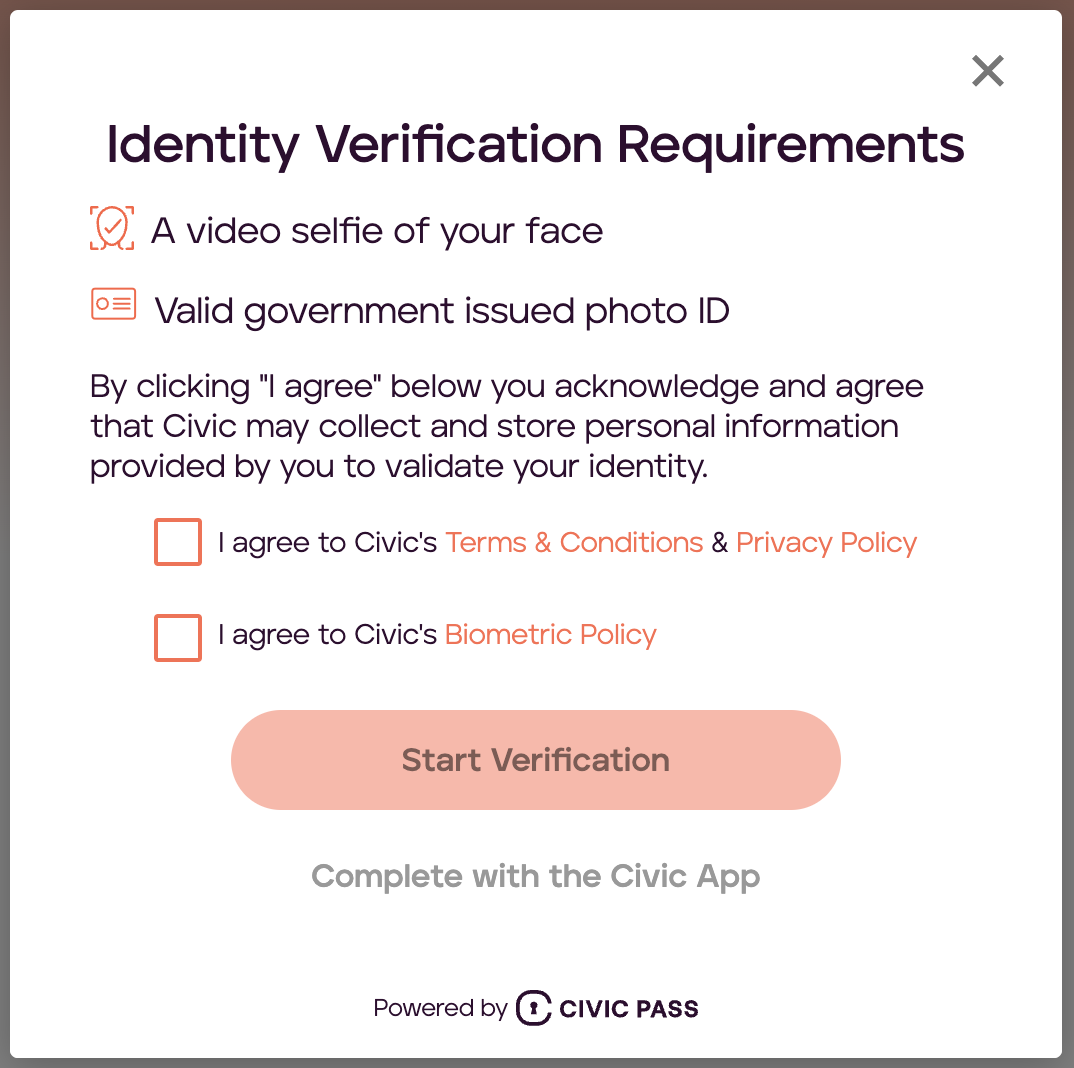 Identity Verification Requirements
A video selfie of your face
Valid government issued photo ID
By clicking "I agree" below you acknowledge and agree
that Civic may collect and store personal information
provided by you to validate your identity.
I agree to Civic's Terms & Conditions & Privacy Policy
I agree to Civic's Biometric Policy
Start Verification
Complete with the Civic App
Powered by CIVIC PASS